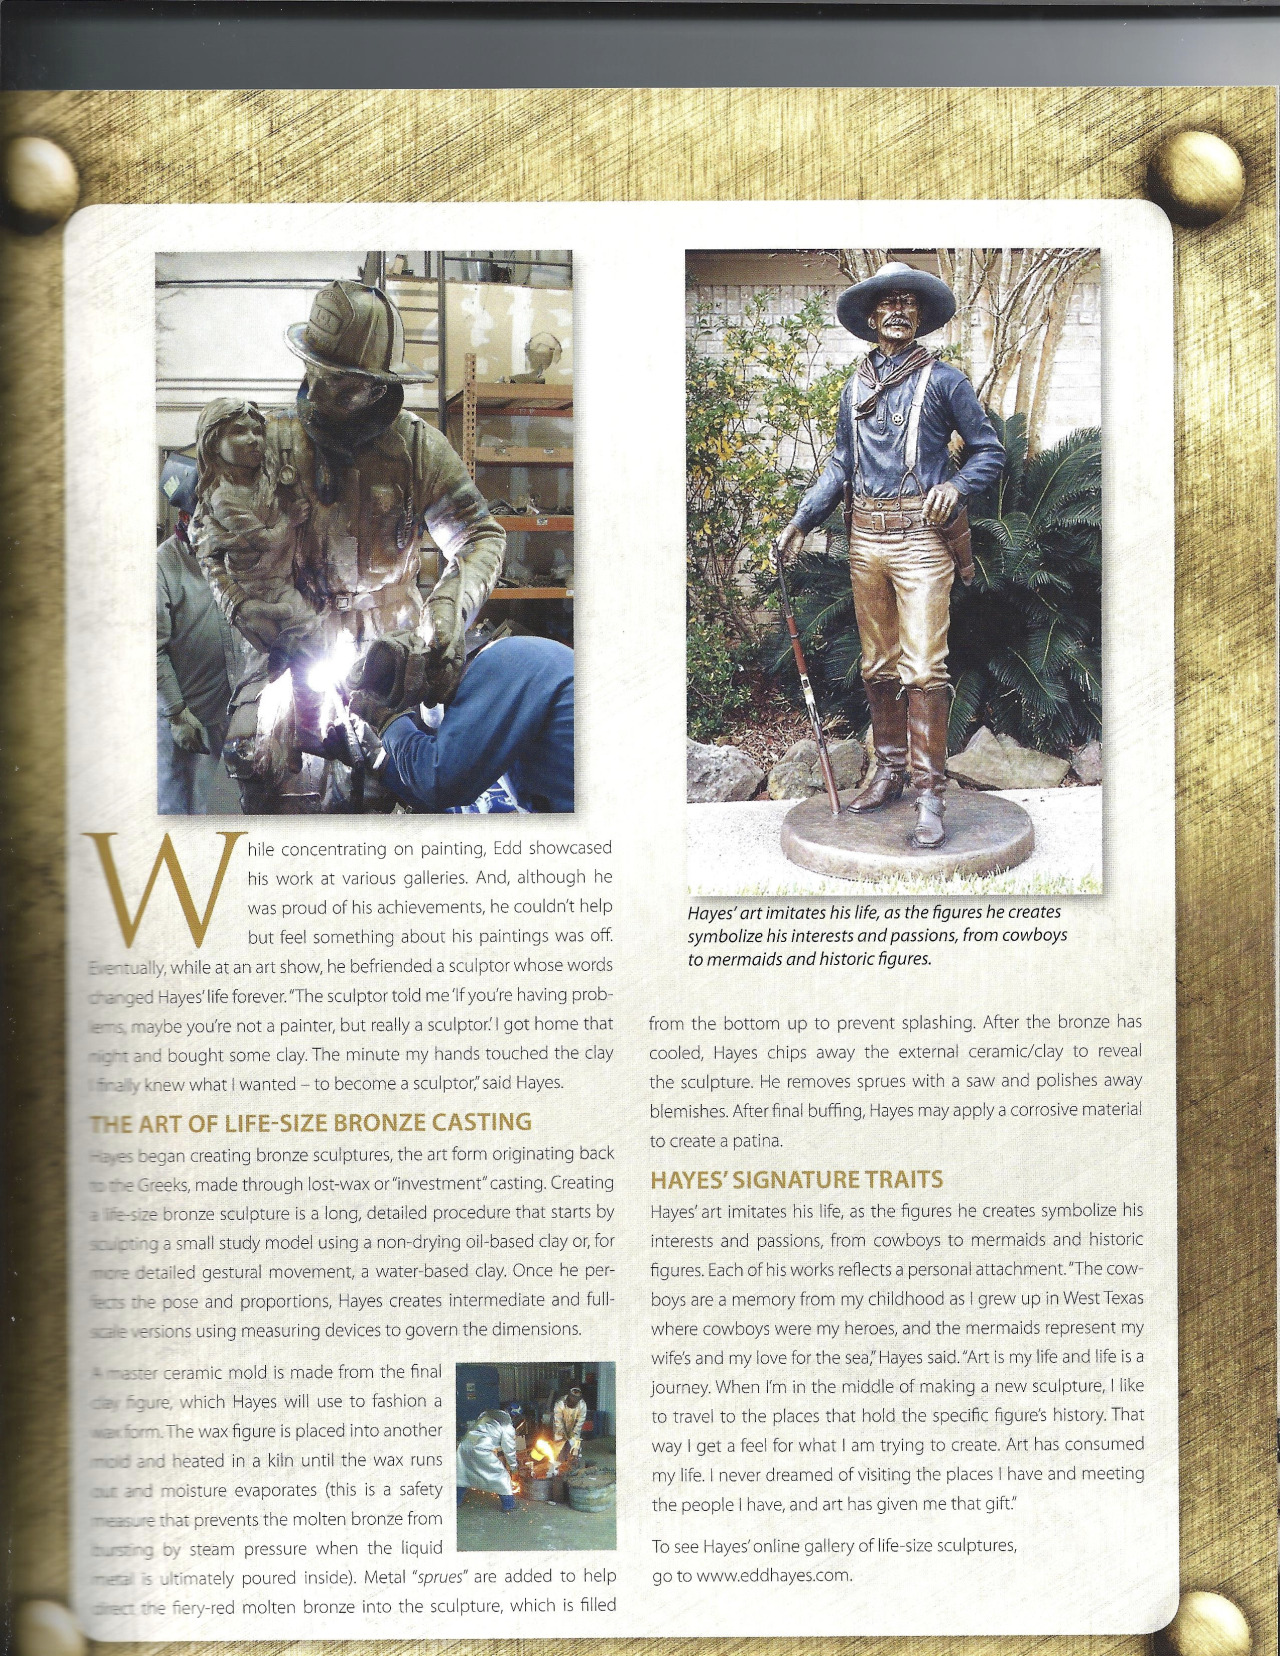 While concentrating on painting, Edd showcased
his work at various galleries. And, although he
was proud of his achievements, he couldn't help
but feel something about his paintings was off.
Eventually, while at an art show, he befriended a sculptor whose words
changed Hayes' life forever. "The sculptor told me 'If you're having prob-
lems, maybe you're not a painter, but really a sculptor.' I got home that
night and bought some clay. The minute my hands touched the clay
I finally knew what I wanted – to become a sculptor," said Hayes.
THE ART OF LIFE-SIZE BRONZE CASTING
Hayes began creating bronze sculptures, the art form originating back
to the Greeks, made through lost-wax or "investment" casting. Creating
a life-size bronze sculpture is a long, detailed procedure that starts by
sculpting a small study model using a non-drying oil-based clay or, for
more detailed gestural movement, a water-based clay. Once he per-
fects the pose and proportions, Hayes creates intermediate and full-
scale versions using measuring devices to govern the dimensions.
A master ceramic mold is made from the final
clay figure, which Hayes will use to fashion a
wax form. The wax figure is placed into another
mold and heated in a kiln until the wax runs
out and moisture evaporates (this is a safety
measure that prevents the molten bronze from
bursting by steam pressure when the liquid
metal is ultimately poured inside). Metal "sprues" are added to help
direct the fiery-red molten bronze into the sculpture, which is filled
Hayes' art imitates his life, as the figures he creates
symbolize his interests and passions, from cowboys
to mermaids and historic figures.
from the bottom up to prevent splashing. After the bronze has
cooled, Hayes chips away the external ceramic/clay to reveal
the sculpture. He removes sprues with a saw and polishes away
blemishes. After final buffing, Hayes may apply a corrosive material
to create a patina.
HAYES' SIGNATURE TRAITS
Hayes' art imitates his life, as the figures he creates symbolize his
interests and passions, from cowboys to mermaids and historic
figures. Each of his works reflects a personal attachment. "The cow-
boys are a memory from my childhood as I grew up in West Texas
where cowboys were my heroes, and the mermaids represent my
wife's and my love for the sea," Hayes said. "Art is my life and life is a
journey. When I'm in the middle of making a new sculpture, I like
to travel to the places that hold the specific figure's history. That
way I get a feel for what I am trying to create. Art has consumed
my life. I never dreamed of visiting the places I have and meeting
the people I have, and art has given me that gift."
To see Hayes' online gallery of life-size sculptures,
go to www.eddhayes.com.